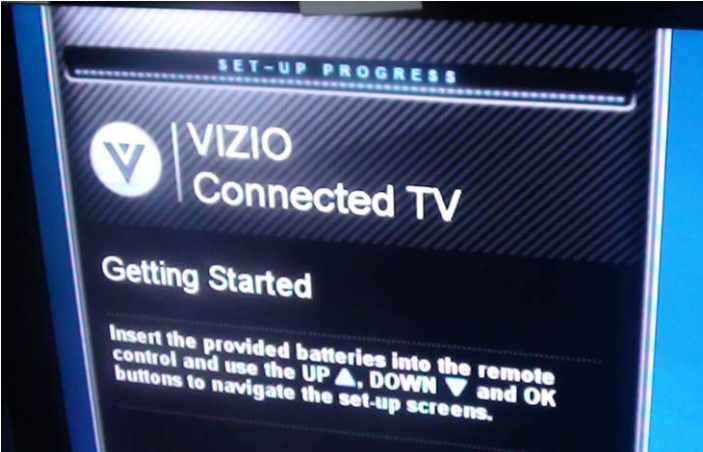 SET-UP PROGRESS
VIZIO
Connected TV
Getting Started
Insert the provided batteries into the remote
control and use the UP ▲, DOWN ▼ and OK
buttons to navigate the set-up screens.